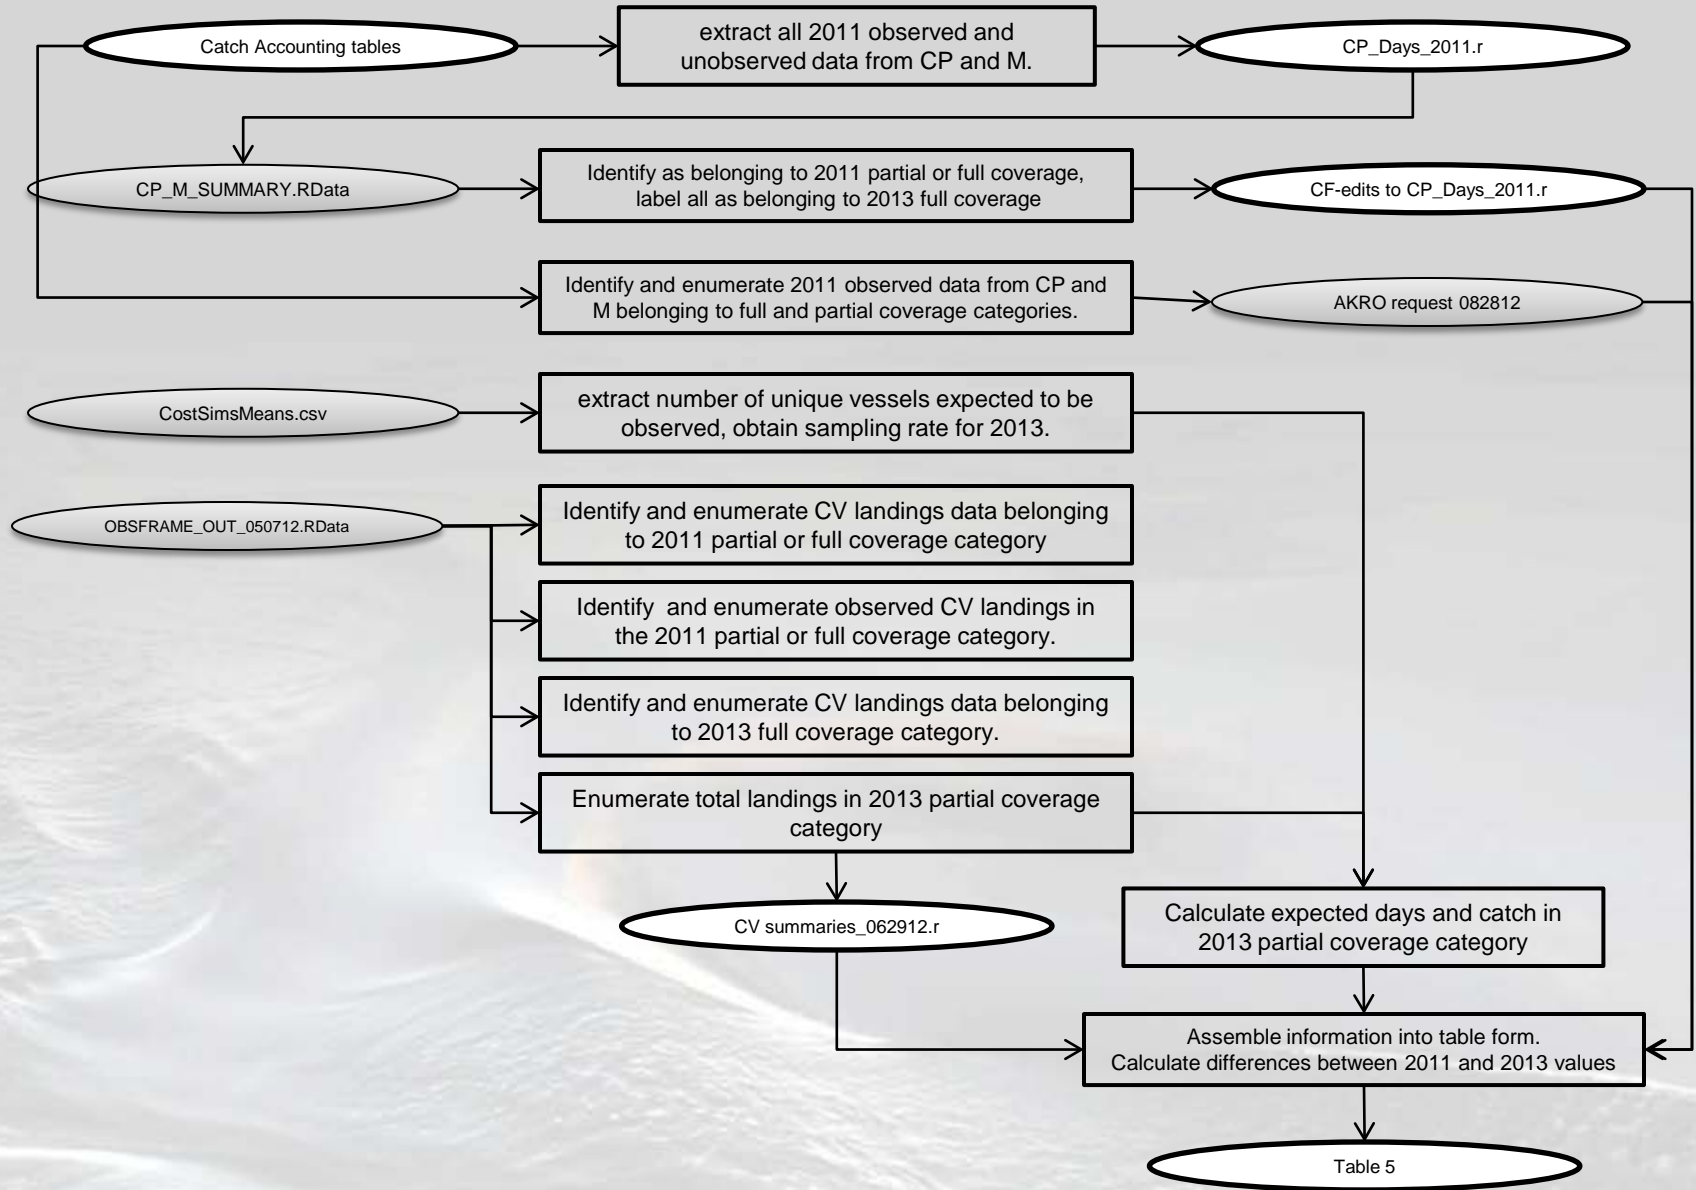 Catch Accounting tables
extract all 2011 observed and
unobserved data from CP and M.
CP_Days_2011.r
CP_M_SUMMARY.RData
Identify as belonging to 2011 partial or full coverage,
label all as belonging to 2013 full coverage
CF-edits to CP_Days_2011.r
Identify and enumerate 2011 observed data from CP and
M belonging to full and partial coverage categories.
AKRO request 082812
CostSimsMeans.csv
extract number of unique vessels expected to be
observed, obtain sampling rate for 2013.
OBSFRAME_OUT_050712.RData
Identify and enumerate CV landings data belonging
to 2011 partial or full coverage category
Identify  and enumerate observed CV landings in
the 2011 partial or full coverage category.
Identify and enumerate CV landings data belonging
to 2013 full coverage category.
Enumerate total landings in 2013 partial coverage
category
CV summaries_062912.r
Calculate expected days and catch in
2013 partial coverage category
Assemble information into table form.
Calculate differences between 2011 and 2013 values
Table 5